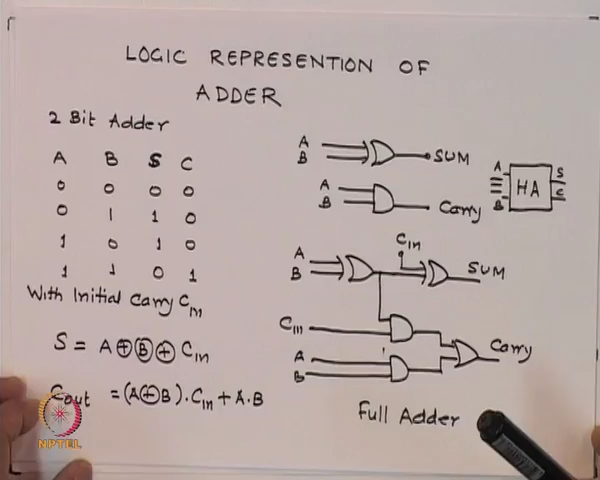 LOGIC REPRESENTION OF
ADDER
2 Bit Adder
A B S C
0 0 0 0
0 1 1 0
1 0 1 0
1 1 0 1
With Initial Carry Cin
S = A ⊕ B ⊕ Cin
Cout = (A⊕B).Cin + A.B
A
B
SUM
A
B
Carry
A
B
HA
S
C
A
B
Cin
SUM
Cin
A
B
Carry
Full Adder
NPTEL